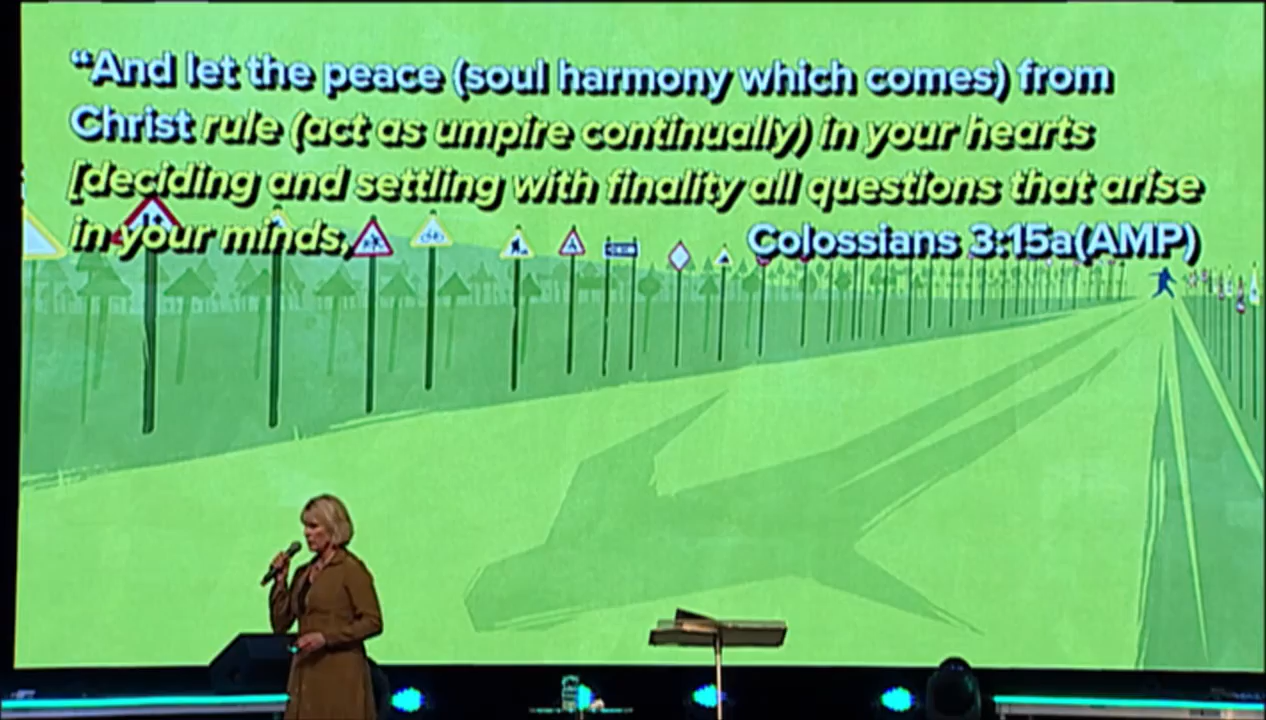 “And let the peace (soul harmony which comes) from
Christ rule (act as umpire continually) in your hearts
[deciding and settling with finality all questions that arise
in your minds, Colossians 3:15a(AMP)